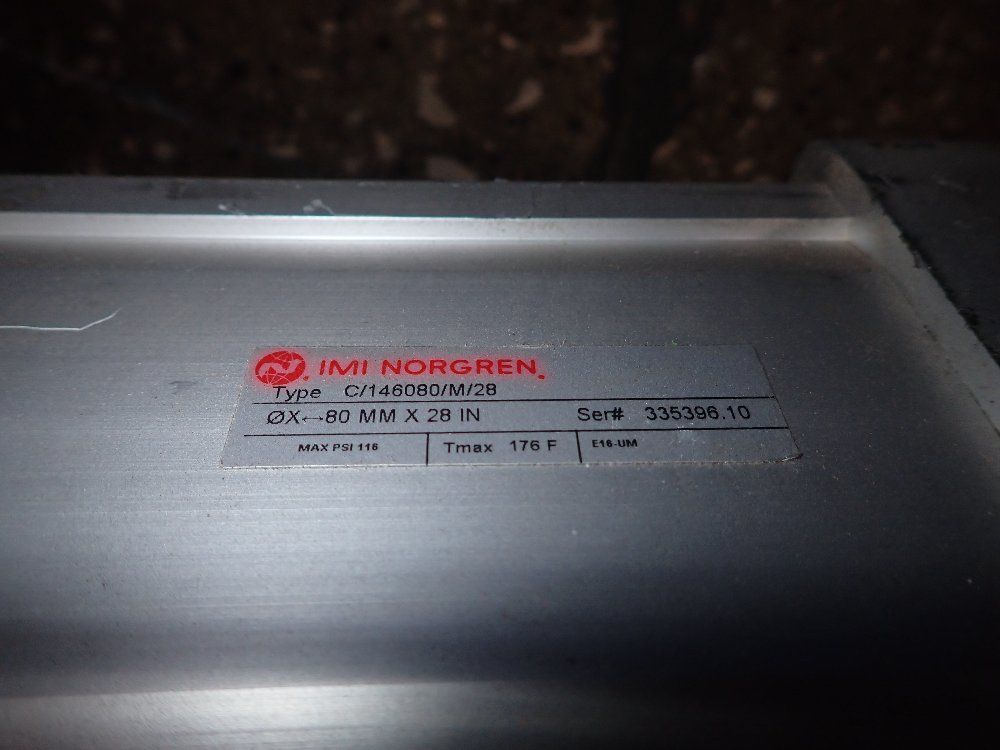 IMI NORGREN.
Type C/146080/M/28
ØX↔80 MM X 28 IN Ser# 335396.10
MAX PSI 116 Tmax 176 F E16-UM